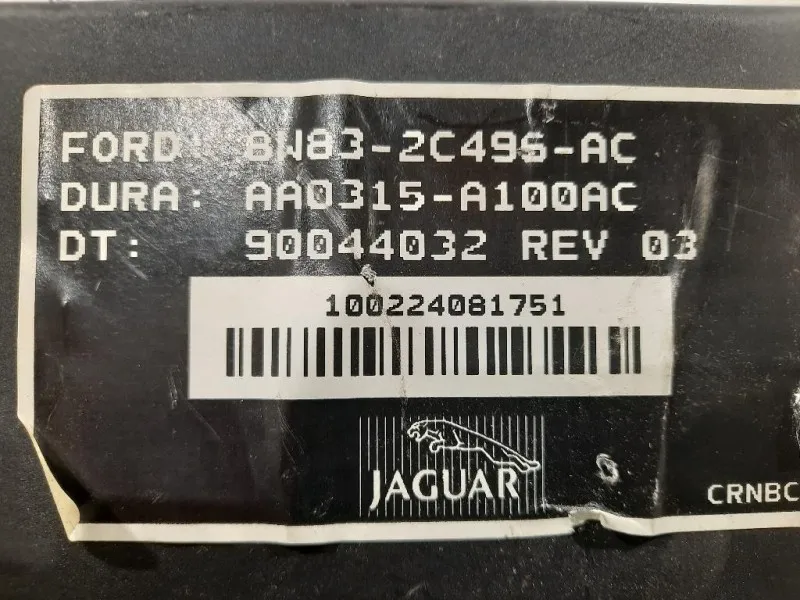 FORD: 8W83-2C496-AC
DURA: AA0315-A100AC
DT: 90044032 REV 03
100224081751
JAGUAR
CRNBC